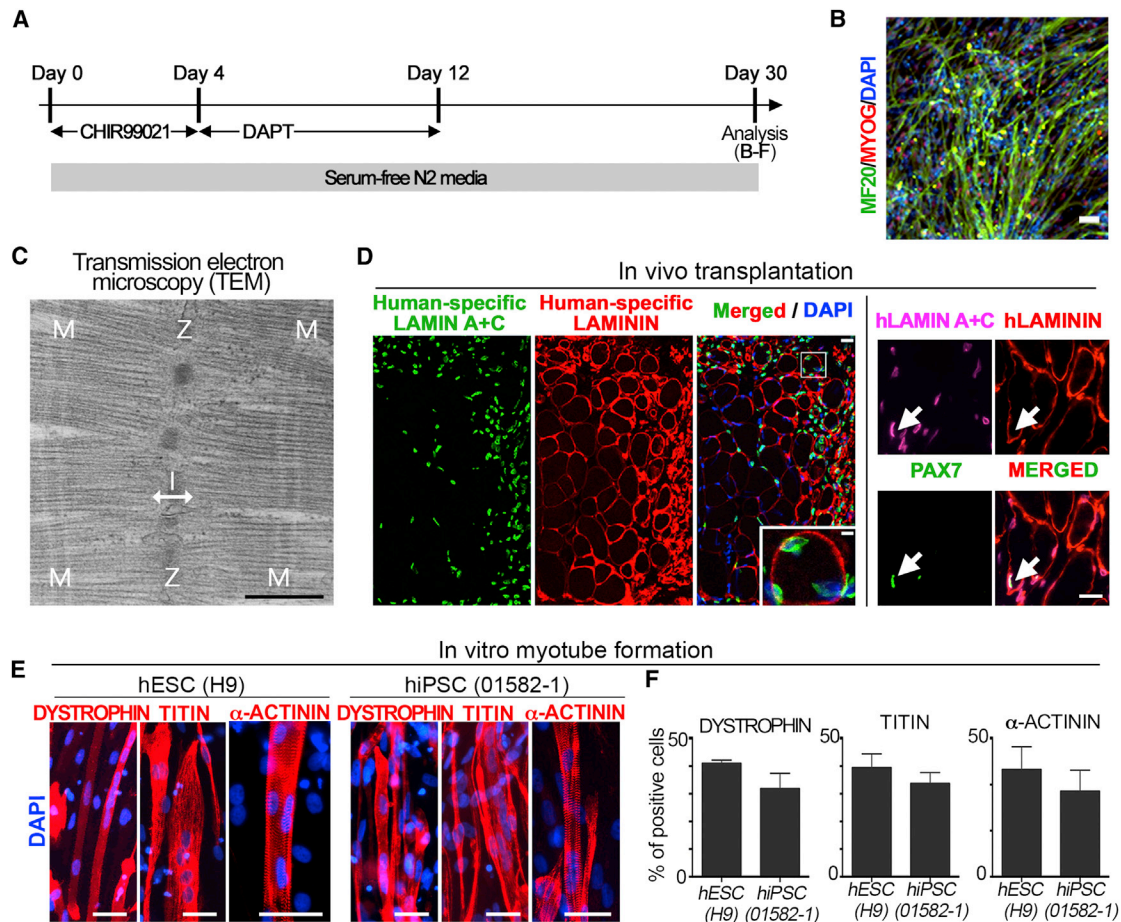 A
Day 0 Day 4 Day 12 Day 30
CHIR99021 DAPT Analysis
(B-F)
Serum-free N2 media
B
MF20/MYOG/DAPI
C
Transmission electron
microscopy (TEM)
M Z M
I
M Z M
D
In vivo transplantation
Human-specific
LAMIN A+C
Human-specific
LAMININ
Merged / DAPI
hLAMIN A+C hLAMININ
PAX7 MERGED
In vitro myotube formation
E
hESC (H9) hiPSC (01582-1)
DYSTROPHIN TITIN α-ACTININ DYSTROPHIN TITIN α-ACTININ
DAPI
F
DYSTROPHIN TITIN α-ACTININ
% of positive cells
50 50 50
0 0 0
hESC
(H9)
hiPSC
(01582-1)
hESC
(H9)
hiPSC
(01582-1)
hESC
(H9)
hiPSC
(01582-1)